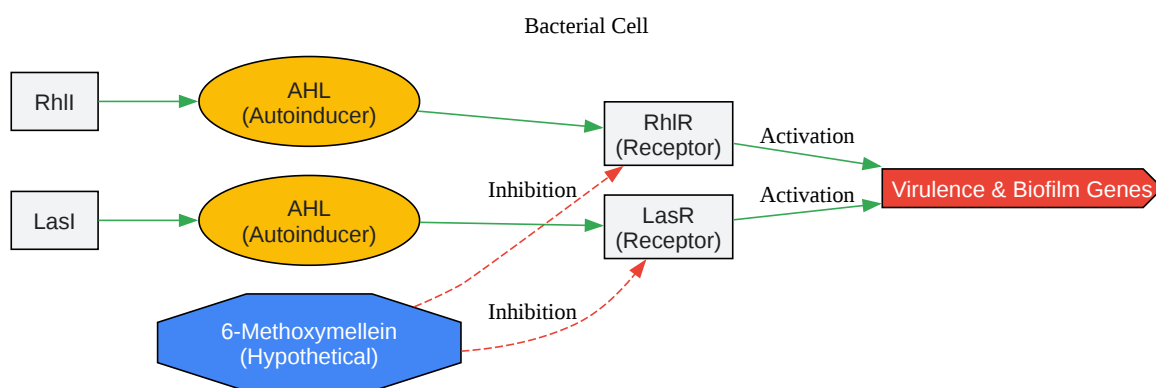 Bacterial Cell
RhlI
AHL
(Autoinducer)
RhlR
(Receptor)
Activation
Virulence & Biofilm Genes
Inhibition
LasI
AHL
(Autoinducer)
LasR
(Receptor)
Activation
6-Methoxymellein
(Hypothetical)
Inhibition